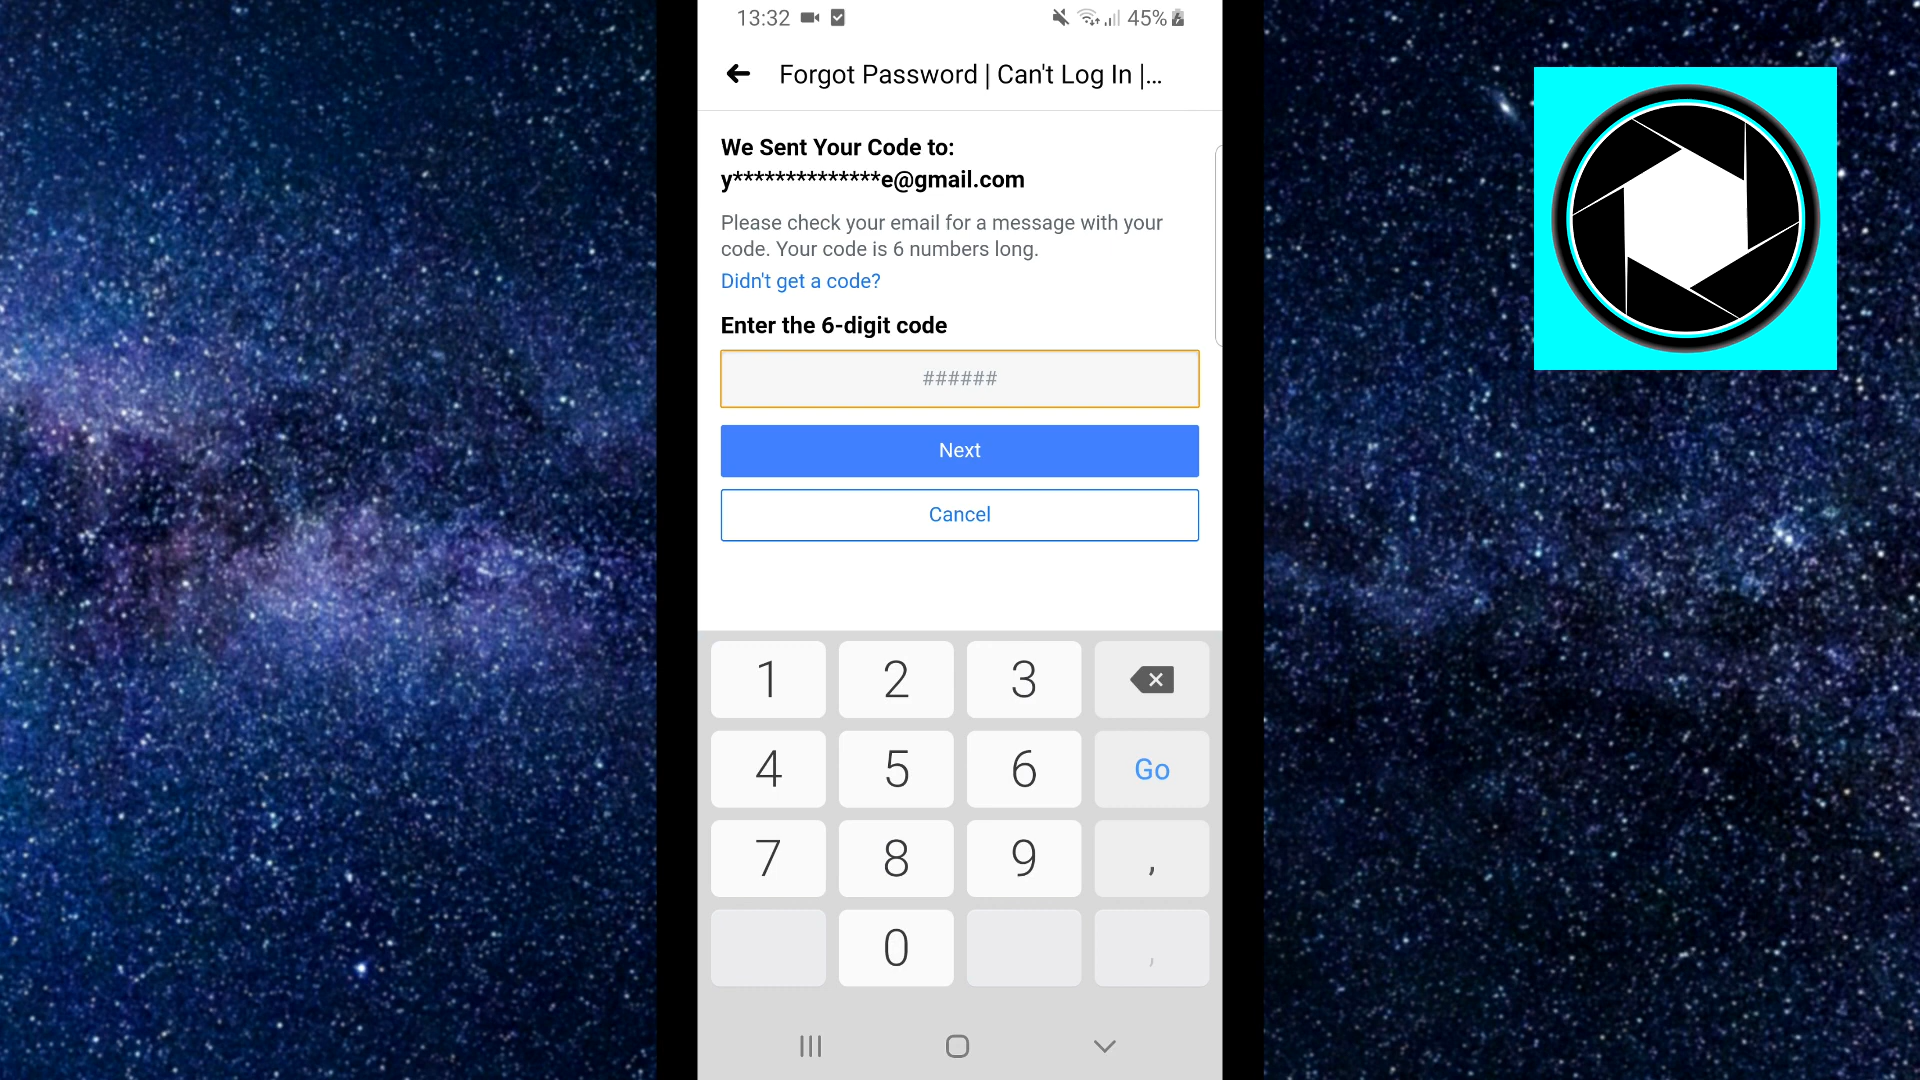 13:32 45%
Forgot Password | Can't Log In |...
We Sent Your Code to:
y**************e@gmail.com
Please check your email for a message with your
code. Your code is 6 numbers long.
Didn't get a code?
Enter the 6-digit code
######
Next
Cancel
1 2 3
4 5 6 Go
7 8 9 ,
0 ,